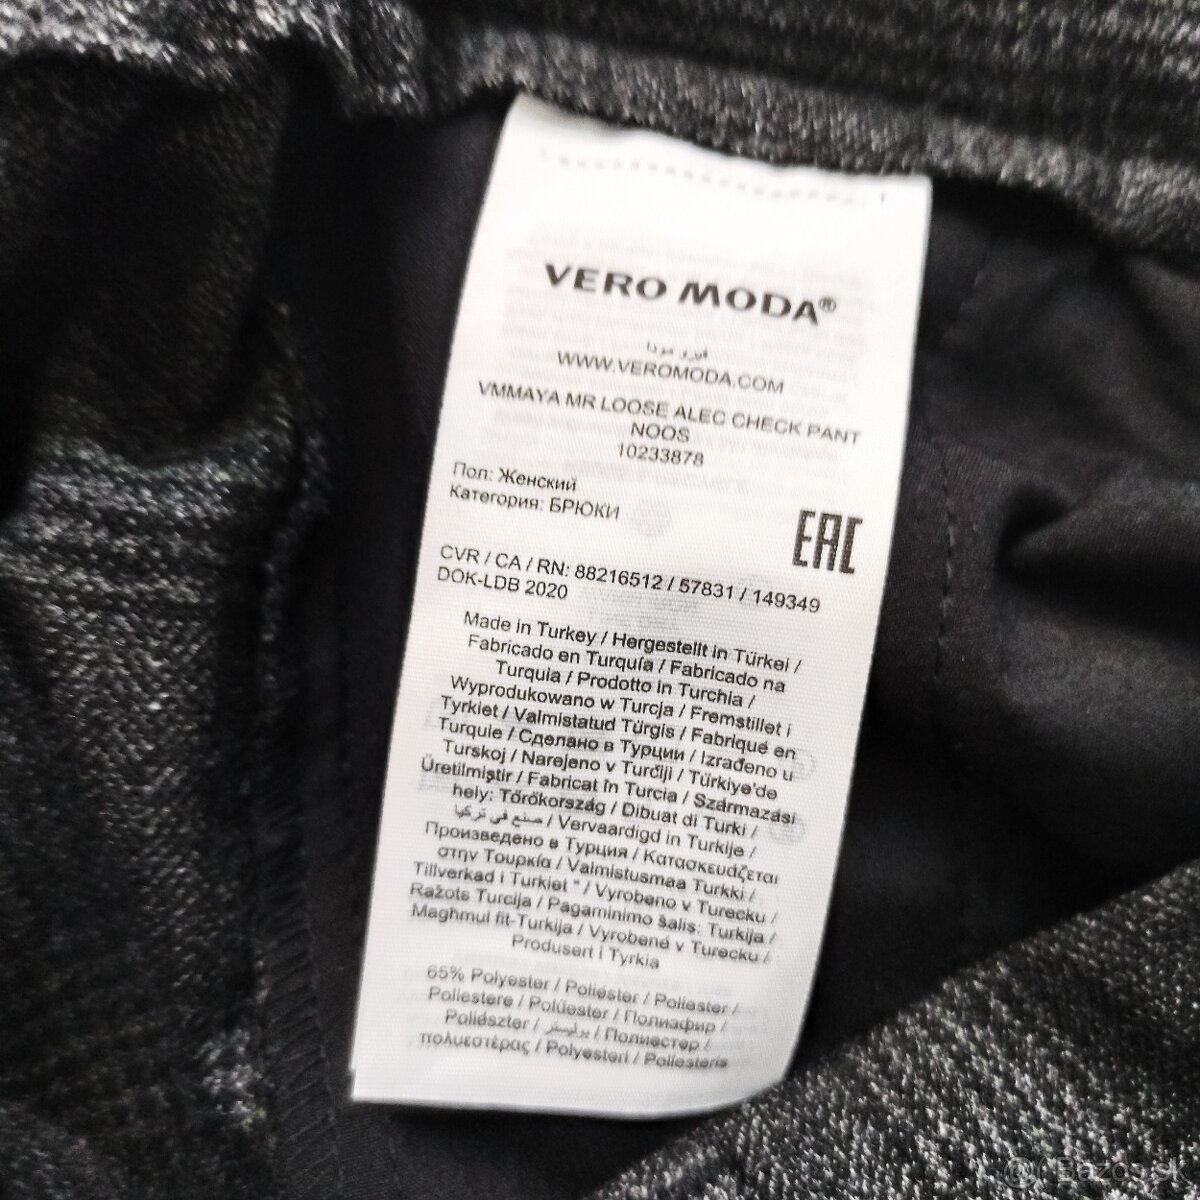 VERO MODA®
فيرو مودا
WWW.VEROMODA.COM
VMMAYA MR LOOSE ALEC CHECK PANT
NOOS
10233878
Пол: Женский
Категория: БРЮКИ
EAC
CVR / CA / RN: 88216512 / 57831 / 149349
DOK-LDB 2020
Made in Turkey / Hergestellt in Türkei /
Fabricado en Turquía / Fabricado na
Turquia / Prodotto in Turchia /
Wyprodukowano w Turcja / Fremstillet i
Tyrkiet / Valmistatud Türgis / Fabriqué en
Turquie / Сделано в Турции / Izrađeno u
Turskoj / Narejeno v Turčiji / Türkiye'de
Üretilmiştir / Fabricat în Turcia / Származási
hely: Törökország / Dibuat di Turki /
صنع في تركيا / Vervaardigd in Turkije /
Произведено в Турция / Κατασκευάζεται
στην Τουρκία / Valmistusmaa Turkki /
Tillverkad i Turkiet " / Vyrobeno v Turecku /
Ražots Turcija / Pagaminimo šalis: Turkija /
Maghmul fit-Turkija / Vyrobené v Turecku /
Produsert i Tyrkia
65% Polyester / Poliéster / Poliester /
Poliestere / Polüester / Полиэфир /
Poliészter / بوليستر / Полиестер /
πολυεστέρας / Polyesteri / Poliesteris
Bazos.sk